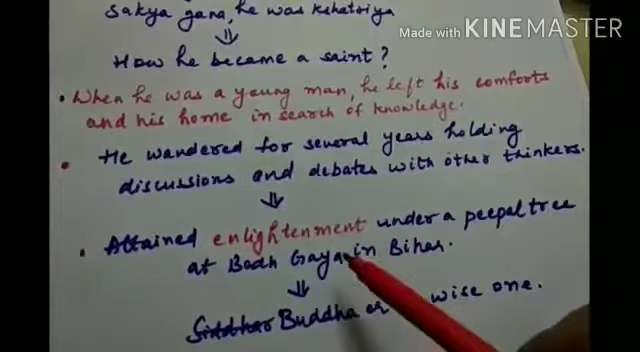 sakya gana, he was kshatriya
Made with KINEMASTER
⇓
How he became a saint?
• When he was a young man, he left his comforts
and his home in search of knowledge.
• He wandered for several years holding
discussions and debates with other thinkers.
⇓
• Attained enlightenment under a peepal tree
at Bodh Gaya in Bihar.
⇓
Buddha or wise one.